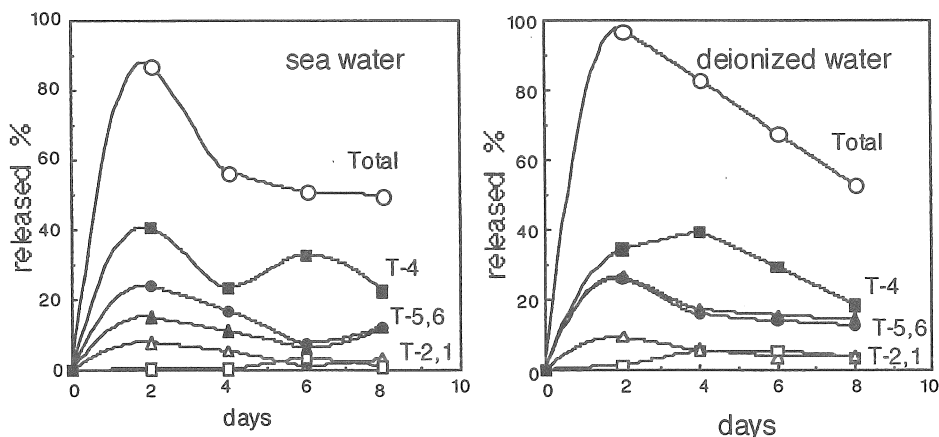 100
80
60
40
20
0
released %
sea water
Total
T-4
T-5,6
T-2,1
0 2 4 6 8 10
days
100
80
60
40
20
0
released %
deionized water
Total
T-4
T-5,6
T-2,1
0 2 4 6 8 10
days